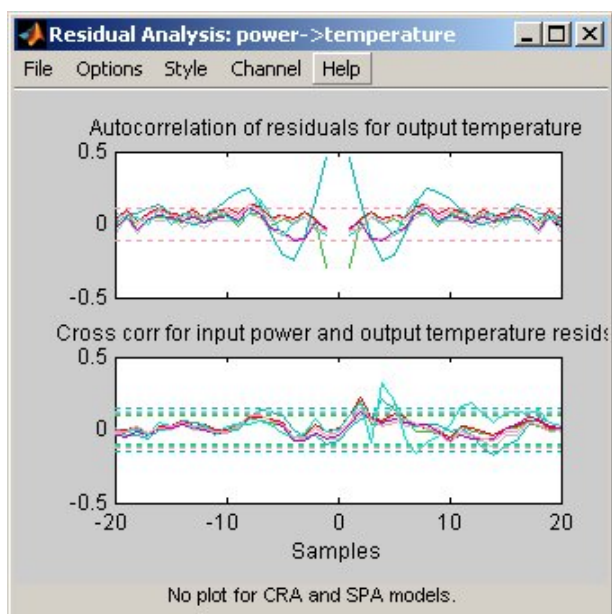 Residual Analysis: power->temperature
File Options Style Channel Help
Autocorrelation of residuals for output temperature
0.5
0
-0.5
Cross corr for input power and output temperature resids
0.5
0
-0.5
-20 -10 0 10 20
Samples
No plot for CRA and SPA models.